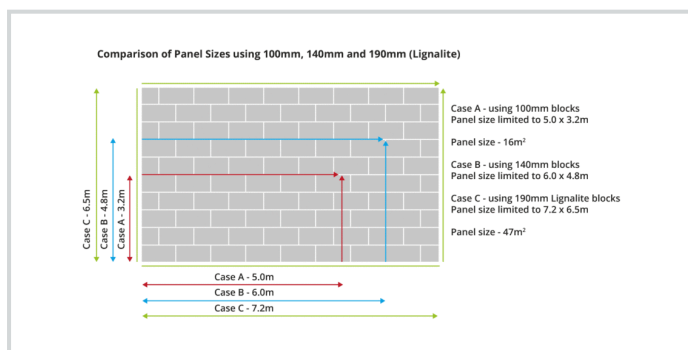 Comparison of Panel Sizes using 100mm, 140mm and 190mm (Lignalite)
Case C - 6.5m
Case B - 4.8m
Case A - 3.2m
Case A - using 100mm blocks
Panel size limited to 5.0 x 3.2m
Panel size - 16m²
Case B - using 140mm blocks
Panel size limited to 6.0 x 4.8m
Case C - using 190mm Lignalite blocks
Panel size limited to 7.2 x 6.5m
Panel size - 47m²
Case A - 5.0m
Case B - 6.0m
Case C - 7.2m